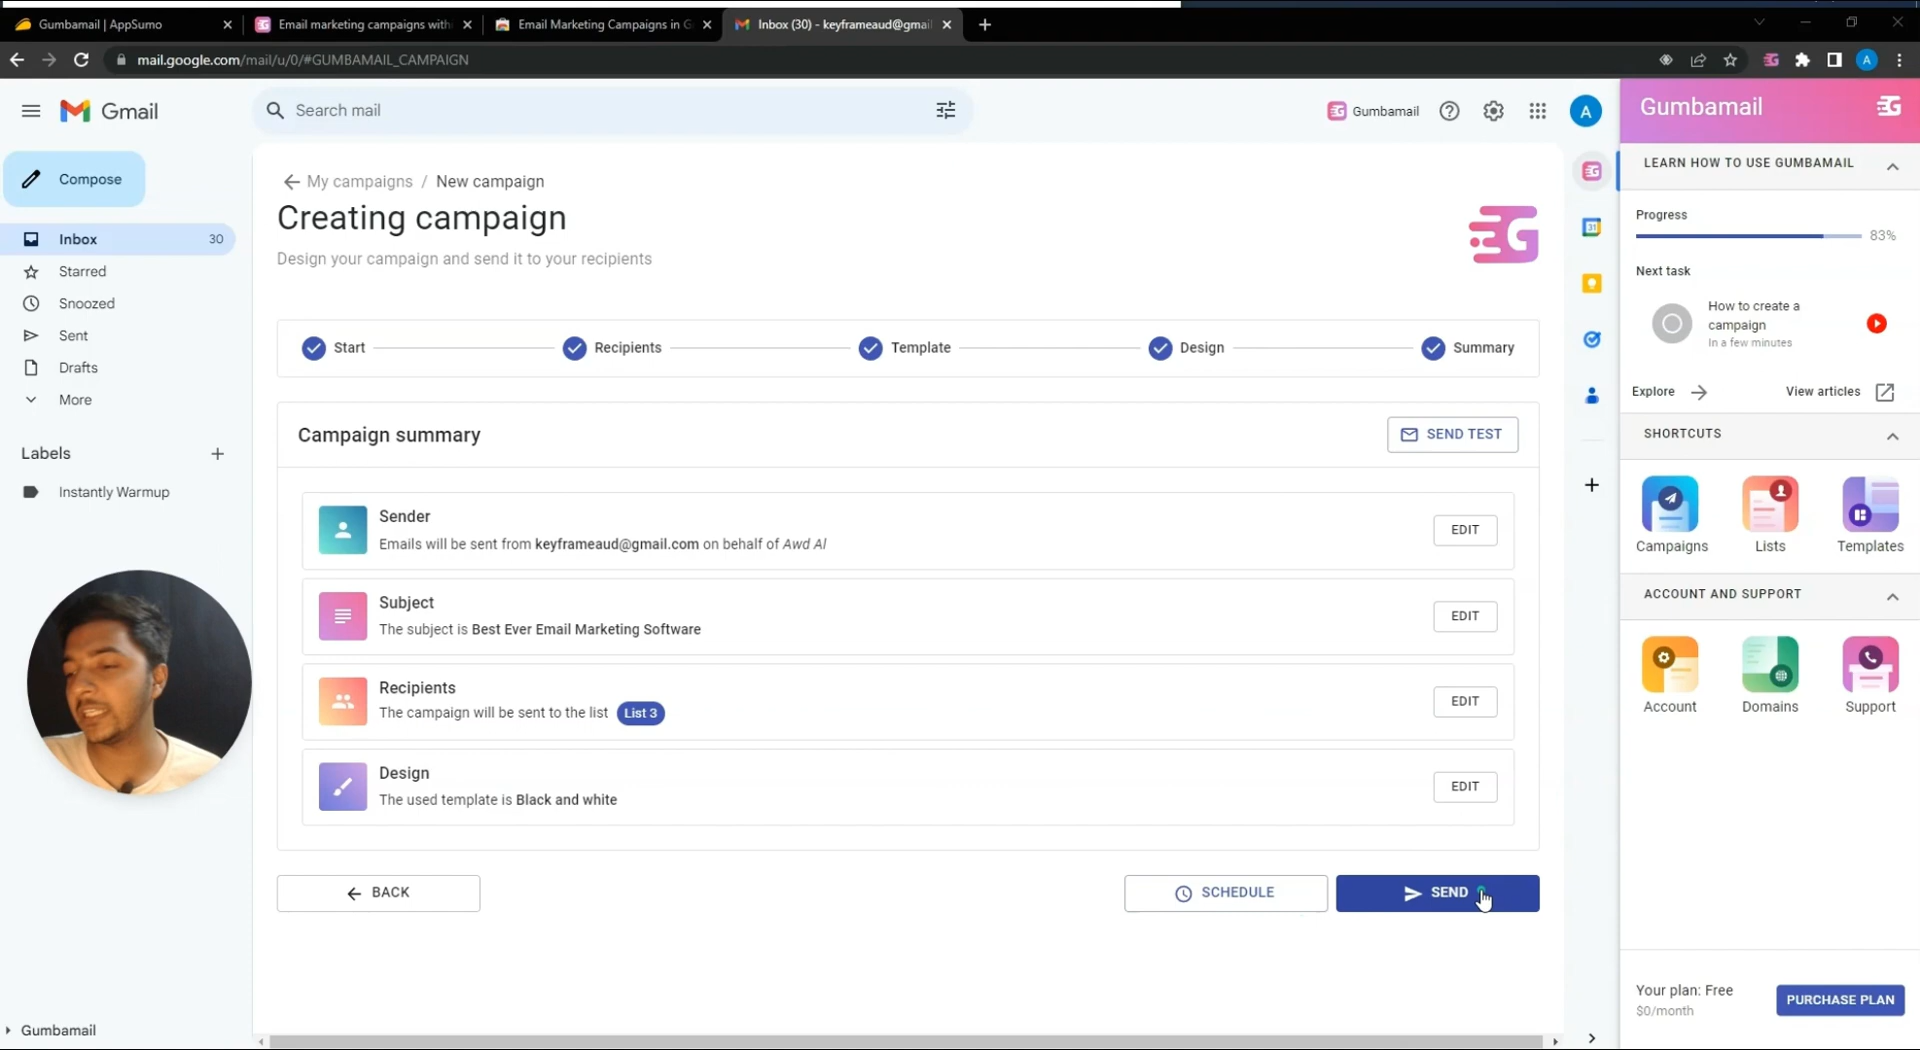 Gumbamail | AppSumo
Email marketing campaigns with
Email Marketing Campaigns in G
Inbox (30) - keyframeaud@gmail
mail.google.com/mail/u/0/#GUMBAMAIL_CAMPAIGN
A
Gmail
Search mail
Gumbamail
A
Compose
Inbox 30
Starred
Snoozed
Sent
Drafts
More
Labels
Instantly Warmup
Gumbamail
My campaigns / New campaign
Creating campaign
Design your campaign and send it to your recipients
G
Start
Recipients
Template
Design
Summary
Campaign summary
SEND TEST
Sender
Emails will be sent from keyframeaud@gmail.com on behalf of Awd Al
EDIT
Subject
The subject is Best Ever Email Marketing Software
EDIT
Recipients
The campaign will be sent to the list List 3
EDIT
Design
The used template is Black and white
EDIT
BACK
SCHEDULE
SEND
31
Gumbamail
LEARN HOW TO USE GUMBAMAIL
Progress
83%
Next task
How to create a
campaign
In a few minutes
Explore
View articles
SHORTCUTS
Campaigns
Lists
Templates
ACCOUNT AND SUPPORT
Account
Domains
Support
Your plan: Free
$0/month
PURCHASE PLAN